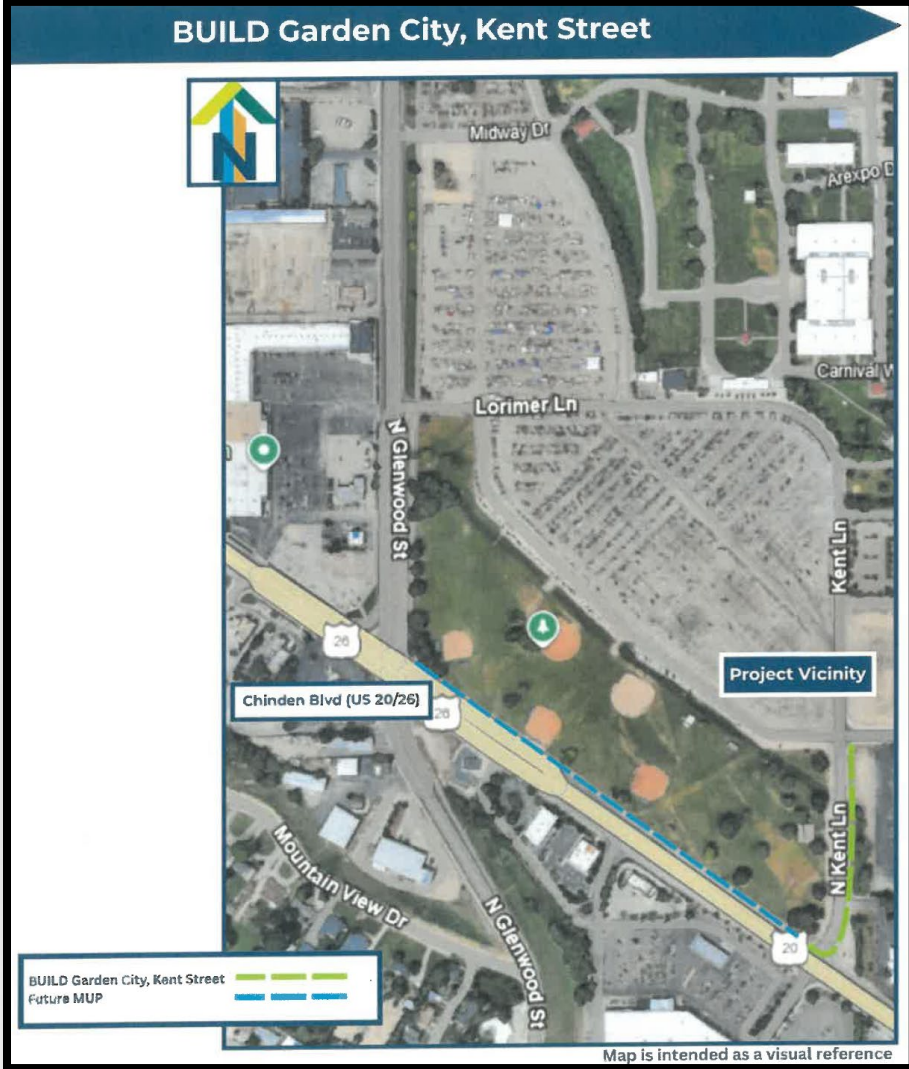 BUILD Garden City, Kent Street
N
Midway Dr
Arexpo D
Carnival W
Lorimer Ln
N Glenwood St
Kent Ln
26
Project Vicinity
Chinden Blvd (US 20/26)
26
N Kent Ln
Mountain View Dr
N Glenwood St
20
BUILD Garden City, Kent Street
Future MUP
Map is intended as a visual reference